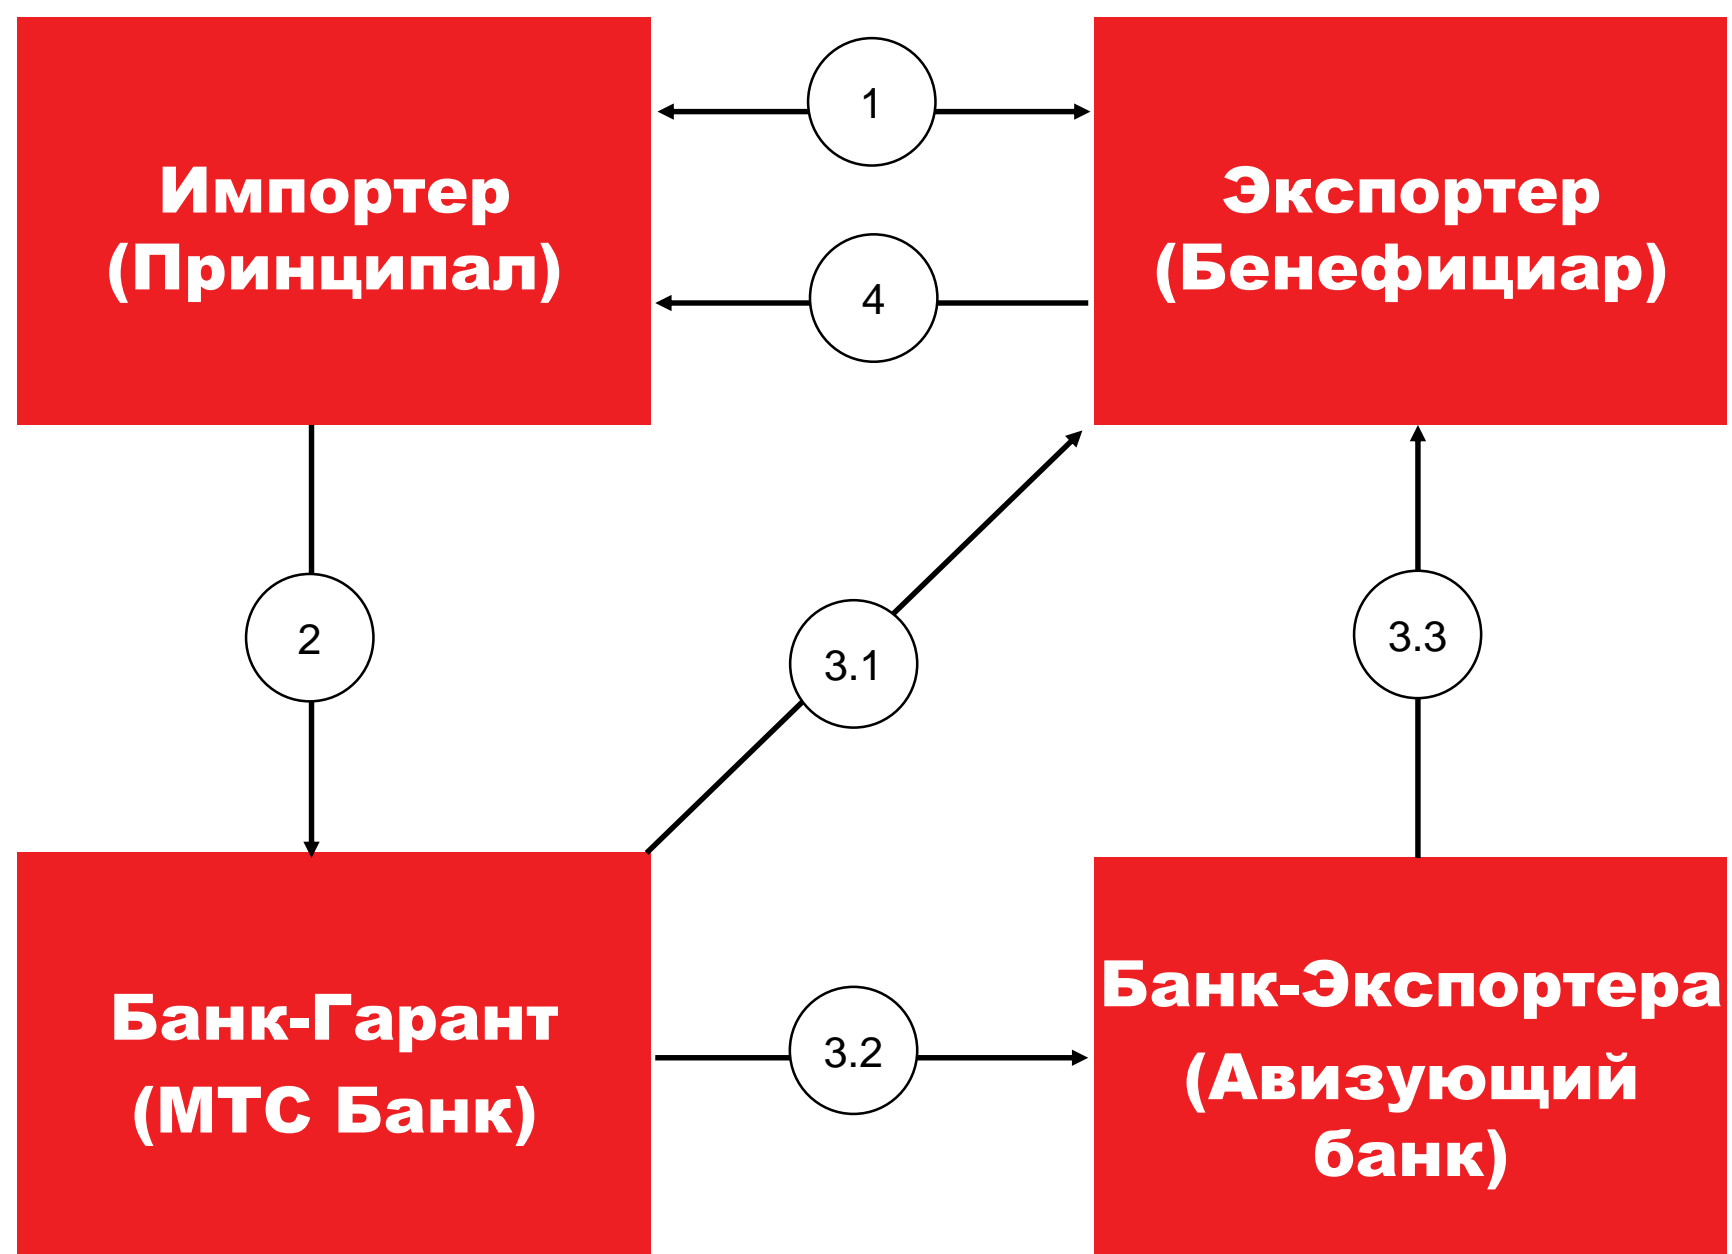 Импортер
(Принципал)
1
Экспортер
(Бенефициар)
4
2
3.1
3.3
Банк-Гарант
(МТС Банк)
3.2
Банк-Экспортера
(Авизующий
банк)